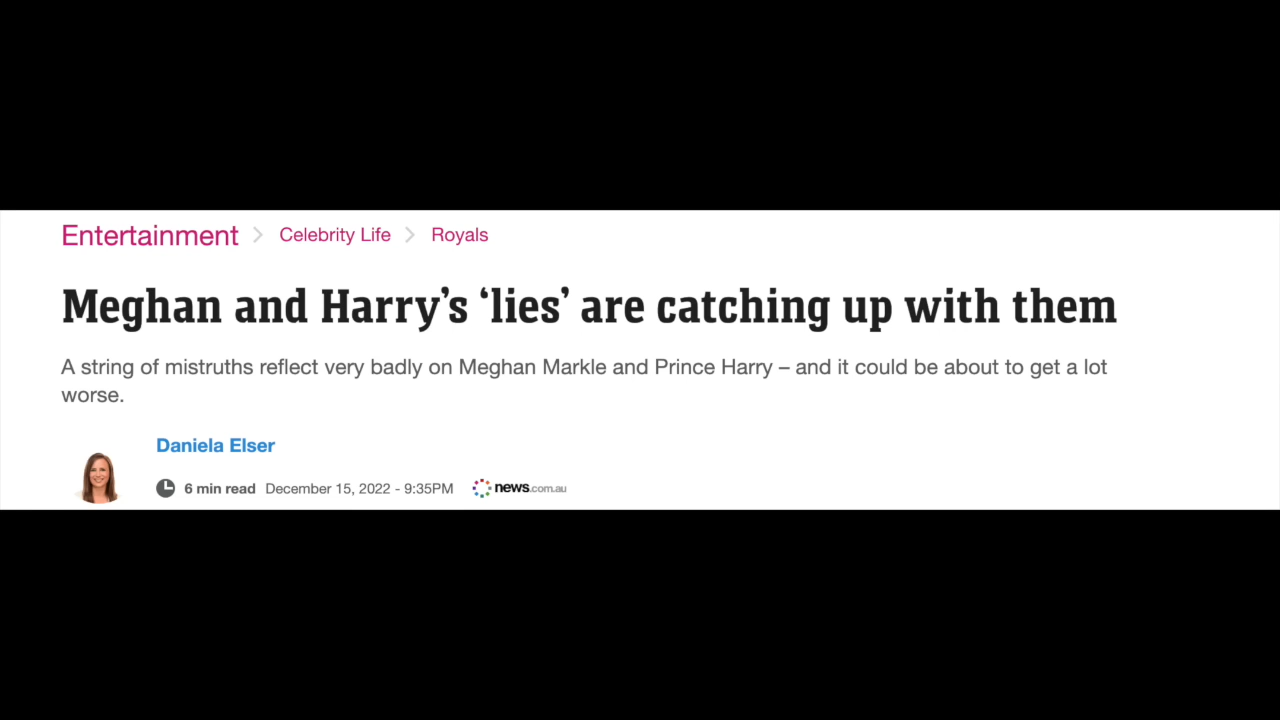 Entertainment > Celebrity Life > Royals
Meghan and Harry’s ‘lies’ are catching up with them
A string of mistruths reflect very badly on Meghan Markle and Prince Harry – and it could be about to get a lot
worse.
Daniela Elser
6 min read December 15, 2022 - 9:35PM news.com.au